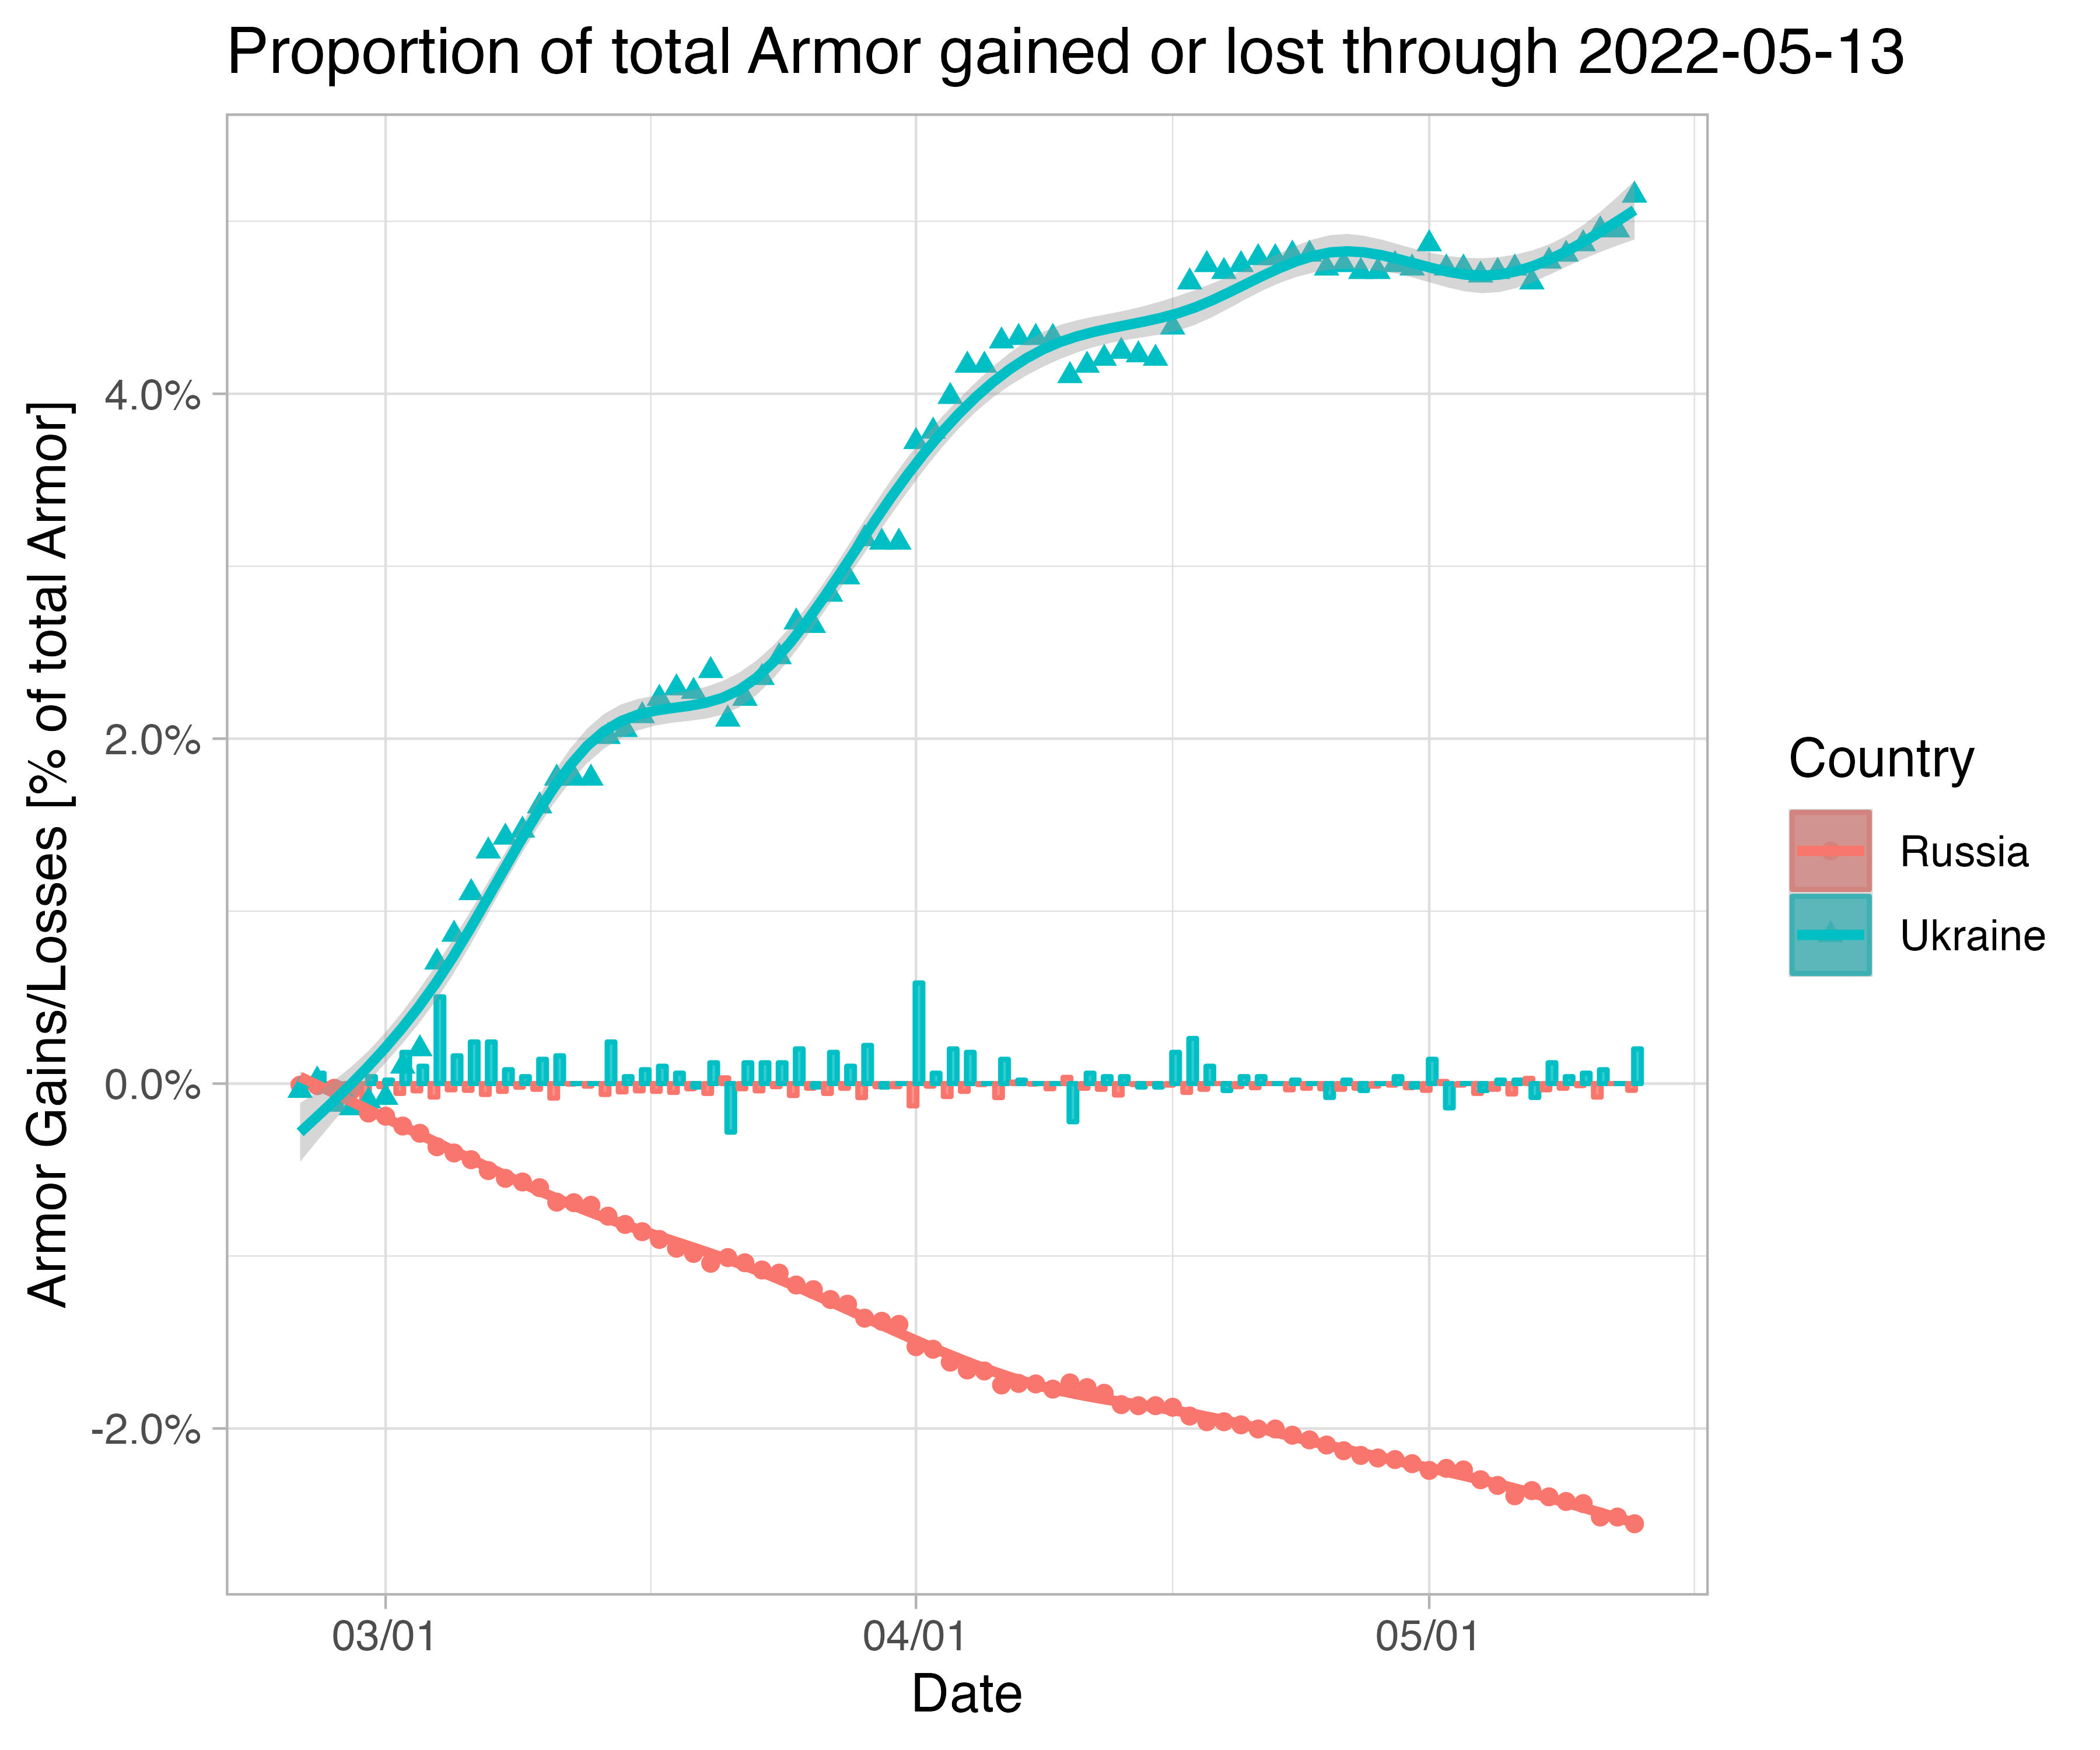 Proportion of total Armor gained or lost through 2022-05-13
Armor Gains/Losses [% of total Armor]
4.0%
2.0%
0.0%
-2.0%
03/01
04/01
05/01
Date
Country
Russia
Ukraine